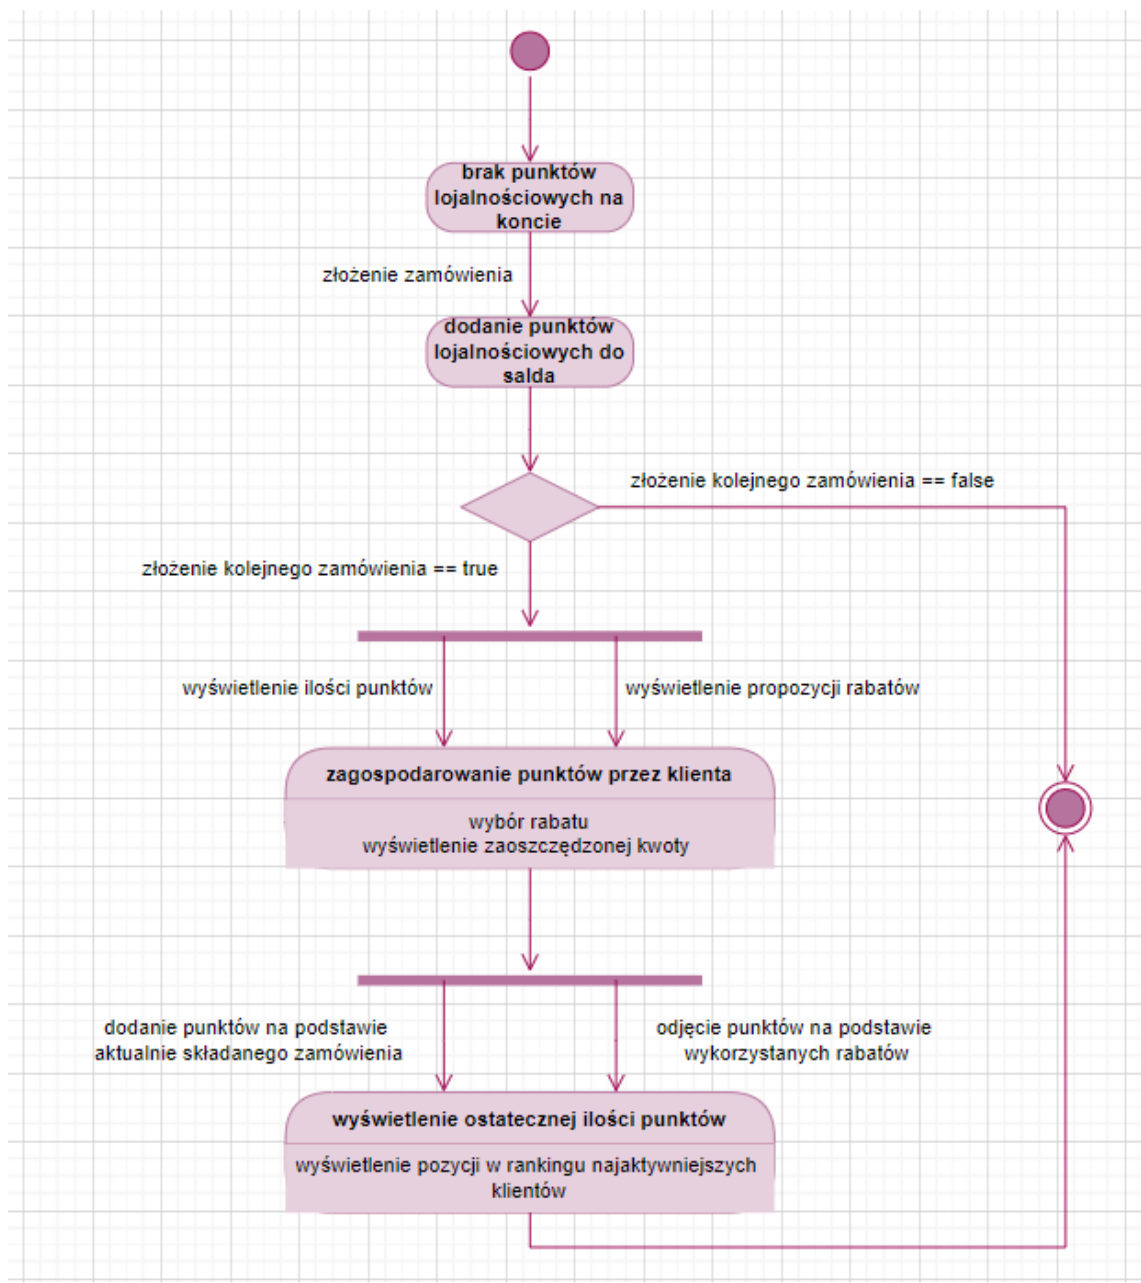 brak punktów
lojalnościowych na
koncie
złożenie zamówienia
dodanie punktów
lojalnościowych do
salda
złożenie kolejnego zamówienia == false
złożenie kolejnego zamówienia == true
wyświetlenie ilości punktów
wyświetlenie propozycji rabatów
zagospodarowanie punktów przez klienta
wybór rabatu
wyświetlenie zaoszczędzonej kwoty
dodanie punktów na podstawie
aktualnie składanego zamówienia
odjęcie punktów na podstawie
wykorzystanych rabatów
wyświetlenie ostatecznej ilości punktów
wyświetlenie pozycji w rankingu najaktywniejszych
klientów